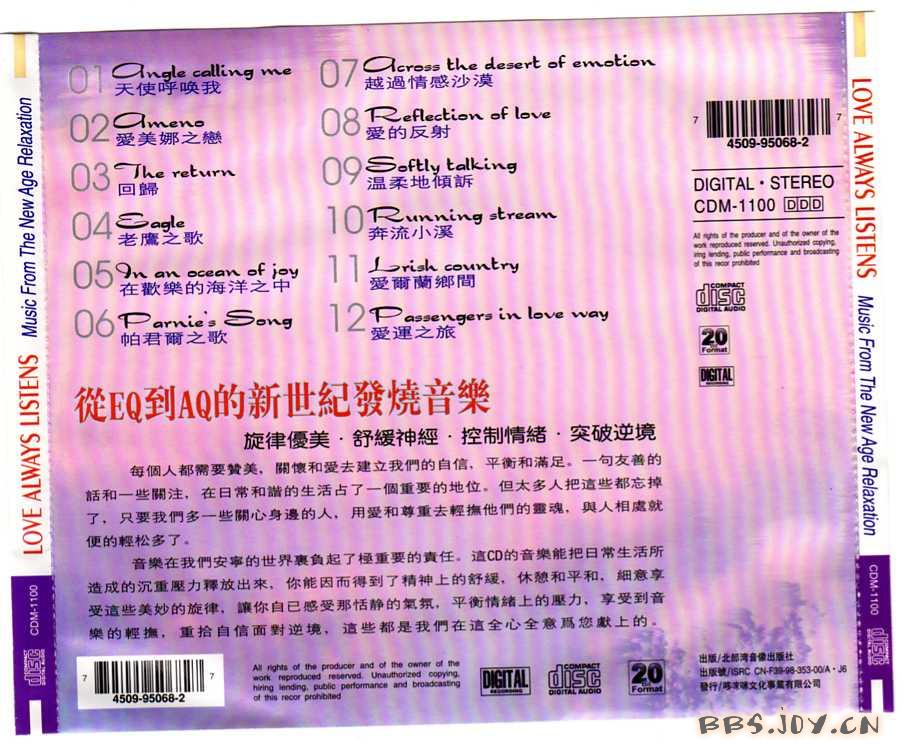 01 Angle calling me
天使呼喚我
02 Ameno
愛美娜之戀
03 The return
回歸
04 Eagle
老鷹之歌
05 In an ocean of joy
在歡樂的海洋之中
06 Parnie's Song
帕君爾之歌
07 Across the desert of emotion
越過情感沙漠
08 Reflection of love
愛的反射
09 Softly talking
溫柔地傾訴
10 Running stream
奔流小溪
11 Lrish country
愛爾蘭鄉間
12 Passengers in love way
愛運之旅
7 7
4509-95068-2
DIGITAL·STEREO
CDM-1100 DDD
All rights of the producer and of the owner of the
work reproduced reserved. Unauthorized copying,
hiring lending, public performance and broadcasting
of this recor prohibited
COMPACT
disc
DIGITAL AUDIO
20
Format
DIGITAL
RECORDING
從EQ到AQ的新世紀發燒音樂
旋律優美·舒緩神經·控制情緒·突破逆境
每個人都需要贊美，關懷和愛去建立我們的自信，平衡和滿足。一句友善的
話和一些關注，在日常和諧的生活占了一個重要的地位。但太多人把這些都忘掉
了，只要我們多一些關心身邊的人，用愛和尊重去輕撫他們的靈魂，與人相處就
便的輕松多了。
音樂在我們安寧的世界裏負起了極重要的責任。這CD的音樂能把日常生活所
造成的沉重壓力釋放出來，你能因而得到了精神上的舒緩，休憩和平和，細意享
受這些美妙的旋律，讓你自已感受那恬静的氣氛，平衡情緒上的壓力，享受到音
樂的輕撫，重拾自信面對逆境，這些都是我們在這全心全意爲您獻上的。
7 7
4509-95068-2
All rights of the producer and of the owner of the
work reproduced reserved. Unauthorized copying,
hiring lending, public performance and broadcasting
of this recor prohibited
DIGITAL
RECORDING
COMPACT
disc
DIGITAL AUDIO
20
Format
出版/北部湾音像出版社
出版號/ISRC CN-F39-98-353-00/A·J6
發行/哆咪文化事業有限公司
LOVE ALWAYS LISTENS Music From The New Age Relaxation
CDM-1100
COMPACT
disc
DIGITAL AUDIO
LOVE ALWAYS LISTENS Music From The New Age Relaxation
CDM-1100
COMPACT
disc
DIGITAL AUDIO
BBS.JOY.CN